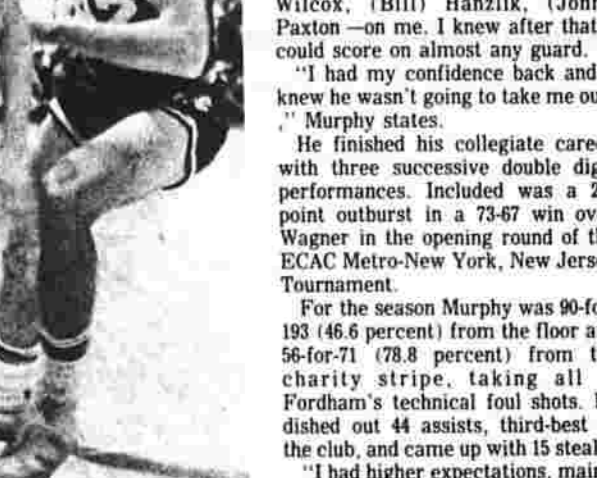 Wilcox, (Bill) Hanzlik, (John
Paxton —on me. I knew after that
could score on almost any guard.
"I had my confidence back and
knew he wasn't going to take me ou
," Murphy states.
He finished his collegiate caree
with three successive double dig
performances. Included was a 2
point outburst in a 73-67 win ov
Wagner in the opening round of th
ECAC Metro-New York, New Jerse
Tournament.
For the season Murphy was 90-fo
193 (46.6 percent) from the floor a
56-for-71 (78.8 percent) from t
charity stripe, taking all
Fordham's technical foul shots.
dished out 44 assists, third-best
the club, and came up with 15 steal
"I had higher expectations, main